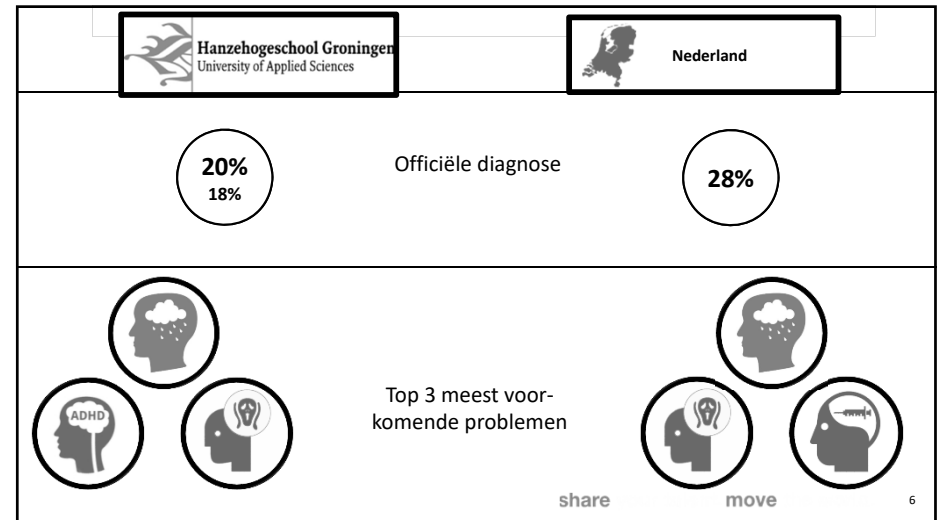 Hanzehogeschool Groningen
University of Applied Sciences
Nederland
20%
18%
Officiële diagnose
28%
Top 3 meest voor-
komende problemen
ADHD
share move
6